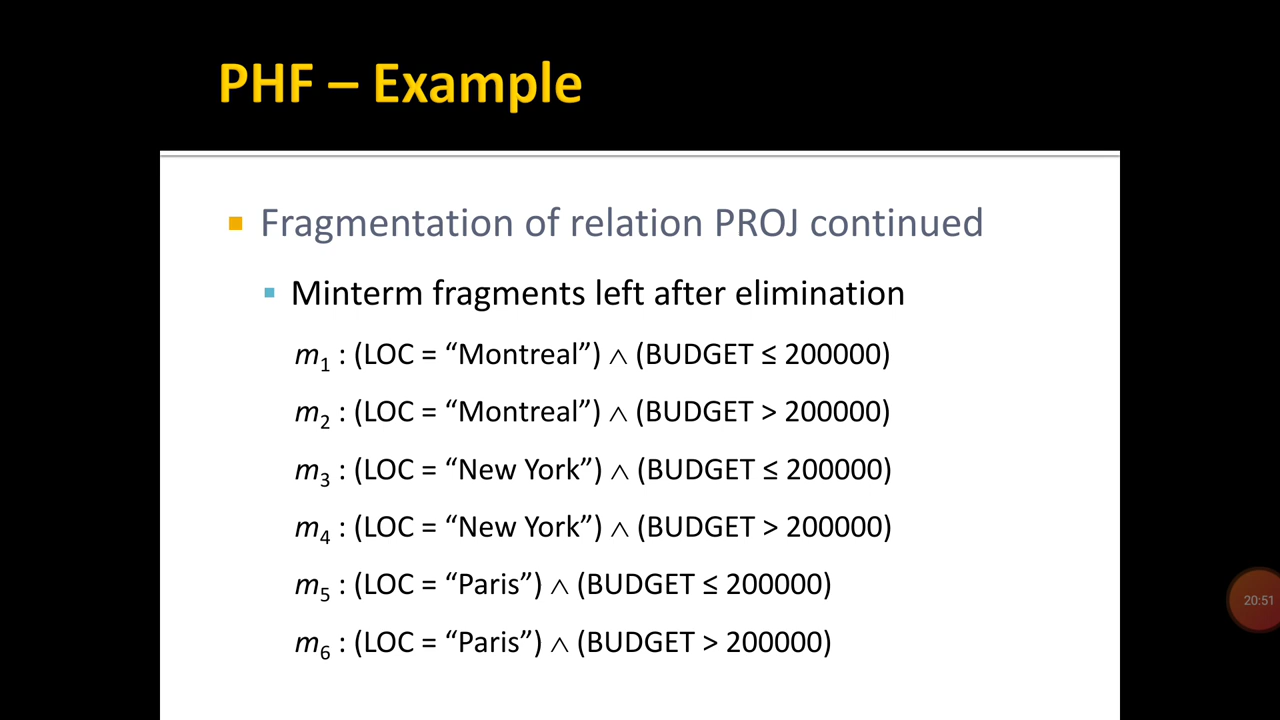 PHF – Example
Fragmentation of relation PROJ continued
Minterm fragments left after elimination
m1 : (LOC = “Montreal”) ∧ (BUDGET ≤ 200000)
m2 : (LOC = “Montreal”) ∧ (BUDGET > 200000)
m3 : (LOC = “New York”) ∧ (BUDGET ≤ 200000)
m4 : (LOC = “New York”) ∧ (BUDGET > 200000)
m5 : (LOC = “Paris”) ∧ (BUDGET ≤ 200000)
m6 : (LOC = “Paris”) ∧ (BUDGET > 200000)
20:51